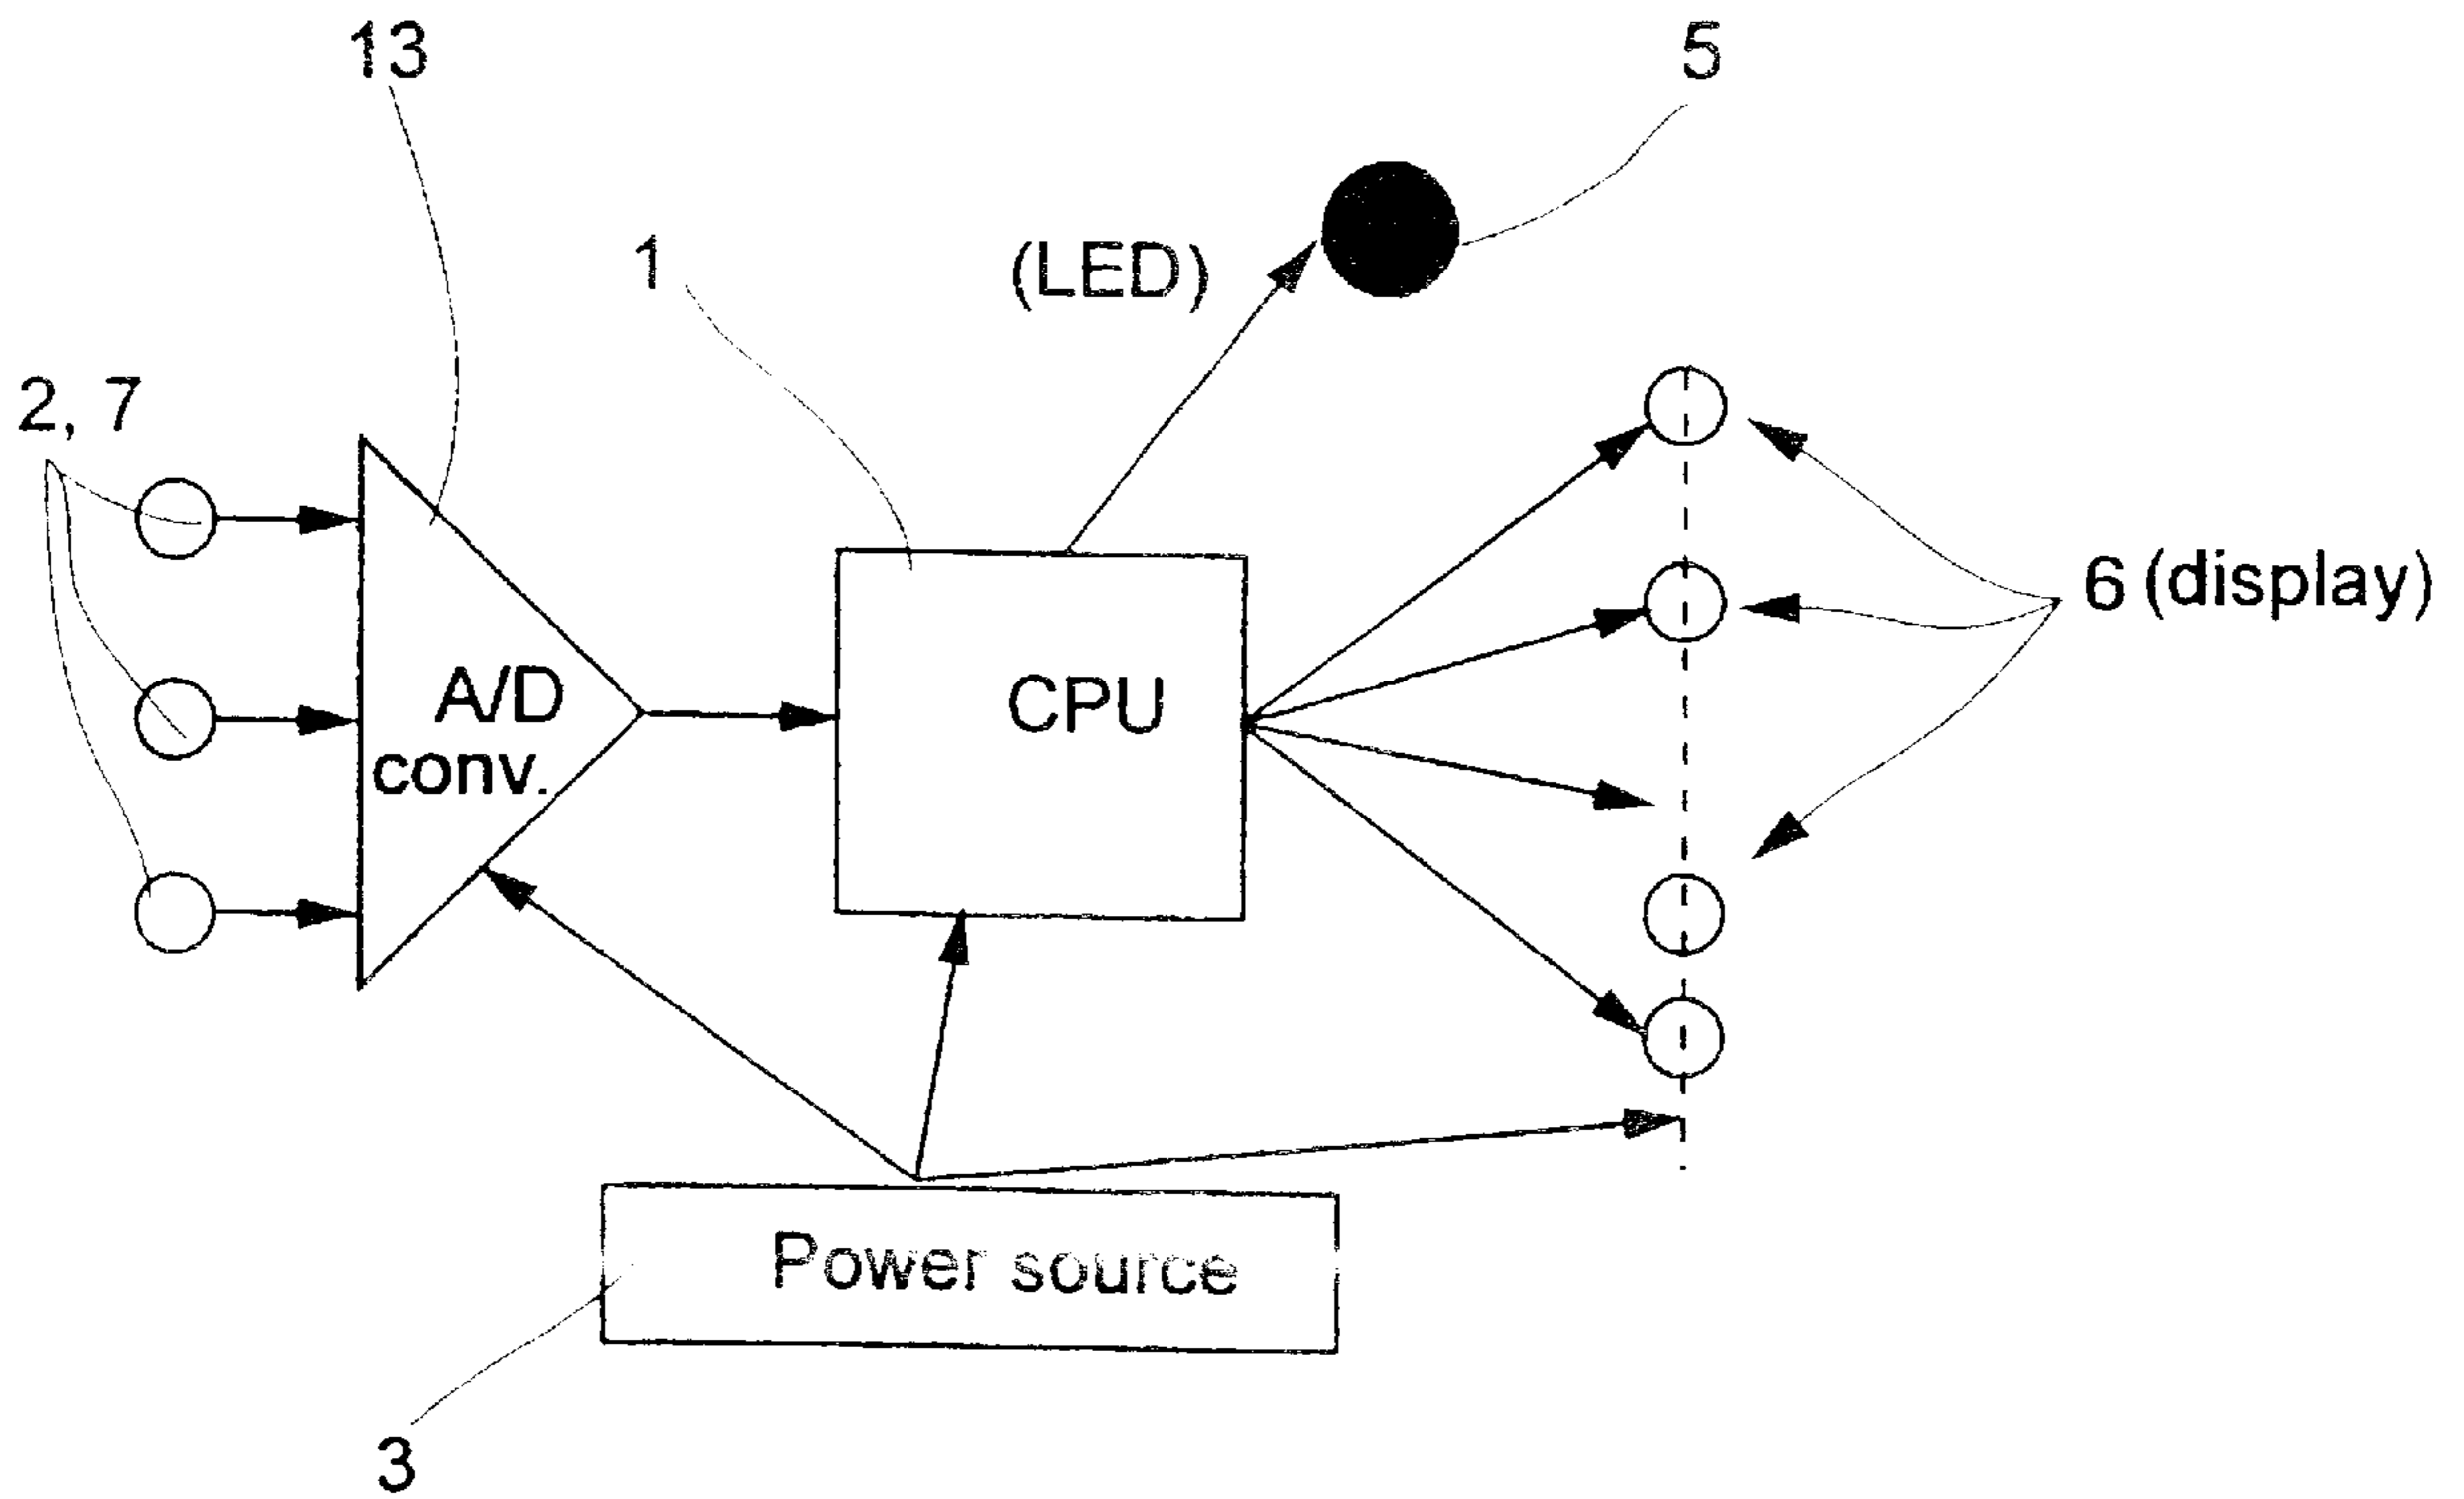 13
5
1
(LED)
2, 7
6 (display)
A/D
conv.
CPU
Power source
3